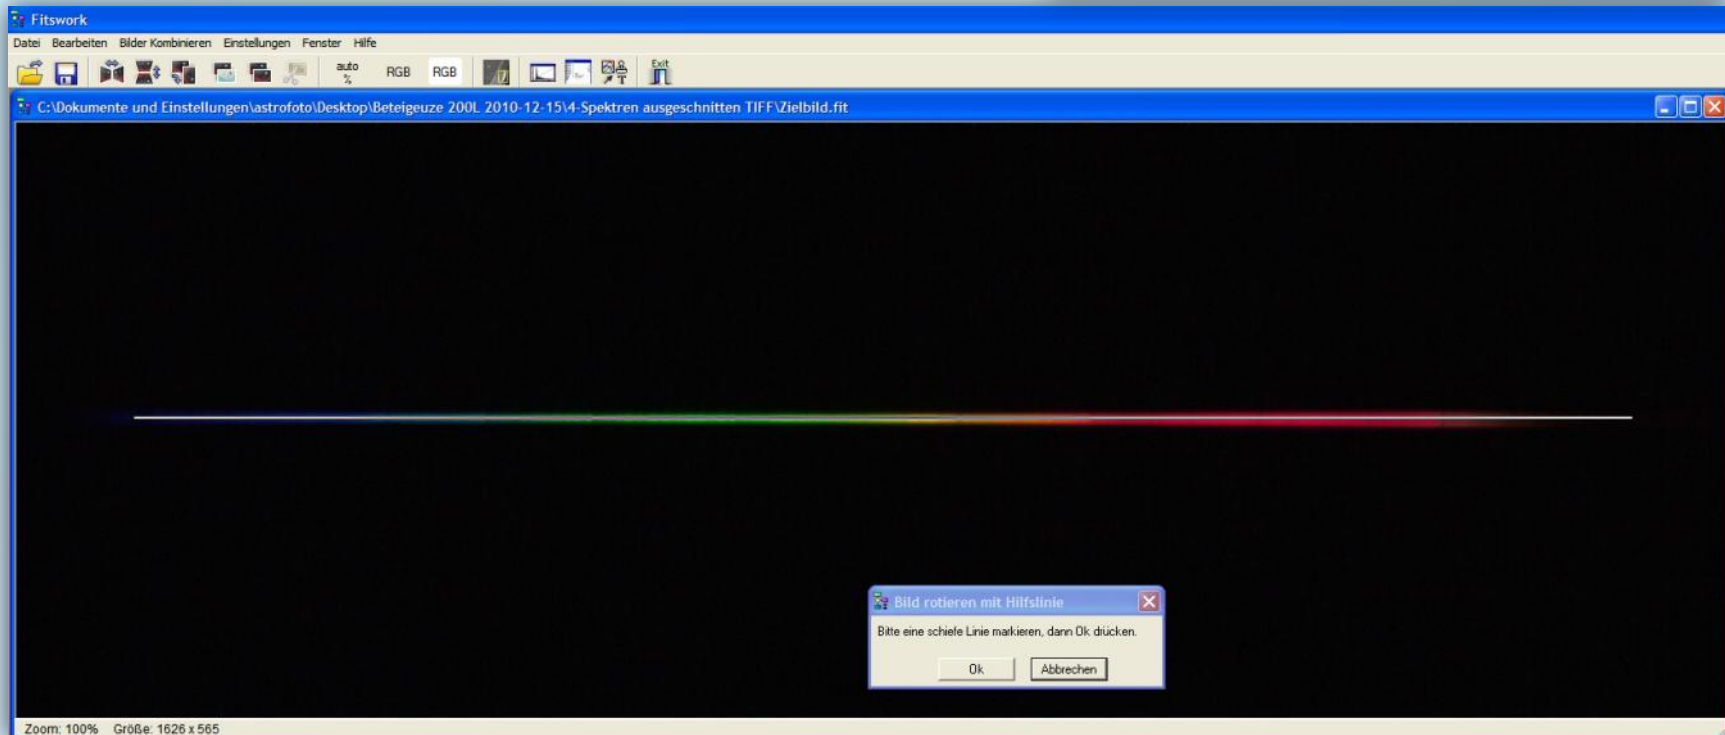 Fitswork
Datei Bearbeiten Bilder Kombinieren Einstellungen Fenster Hilfe
auto % RGB RGB Exit
C:\Dokumente und Einstellungen\astrofoto\Desktop\Beteigeuze 200L 2010-12-15\4-Spektren ausgeschnitten TIFF\Zielbild.fit
Bild rotieren mit Hilfslinie
Bitte eine schiefe Linie markieren, dann Ok drücken.
Ok Abbrechen
Zoom: 100% Größe: 1626 x 565